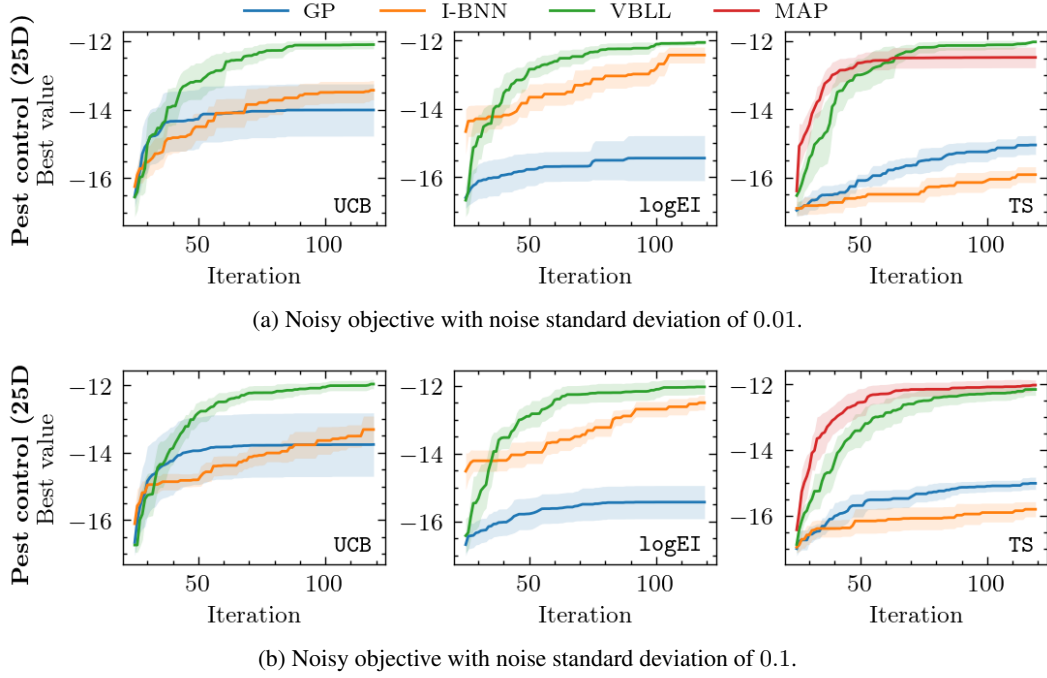 GP I-BNN VBLL MAP
Pest control (25D)
Best value
−12
−14
−16
50 100
Iteration
UCB
−12
−14
−16
50 100
Iteration
logEI
−12
−14
−16
50 100
Iteration
TS
(a) Noisy objective with noise standard deviation of 0.01.
Pest control (25D
Best value
−12
−14
−16
50 100
Iteration
UCB
−12
−14
−16
50 100
Iteration
logEI
−12
−14
−16
50 100
Iteration
TS
(b) Noisy objective with noise standard deviation of 0.1.